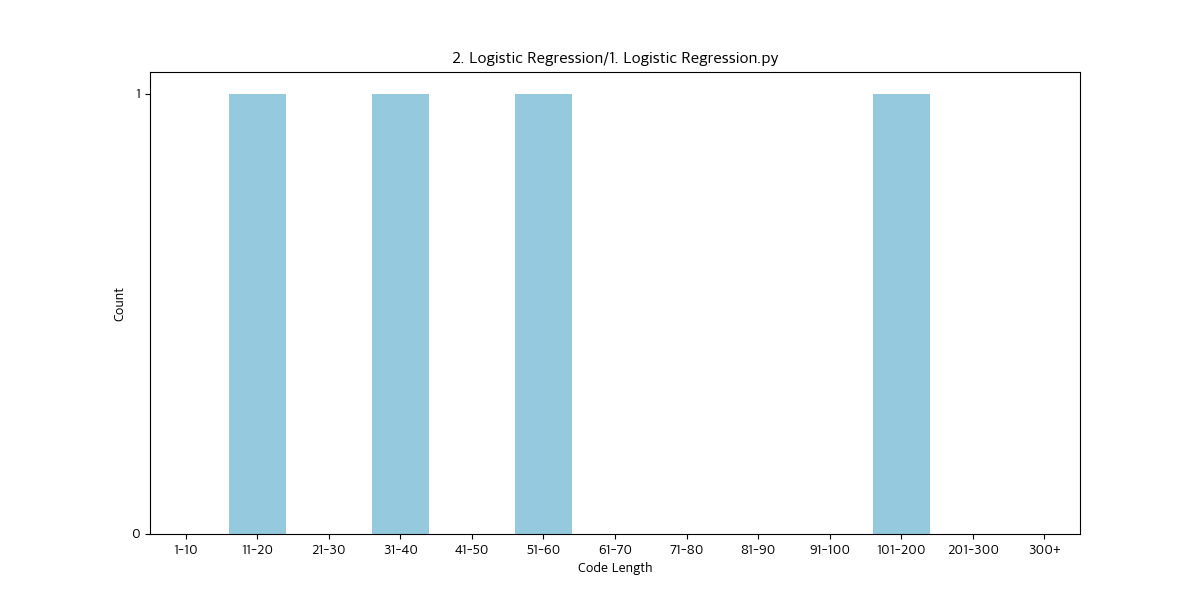 2. Logistic Regression/1. Logistic Regression.py
1
Count
0
1-10 11-20 21-30 31-40 41-50 51-60 61-70 71-80 81-90 91-100 101-200 201-300 300+
Code Length